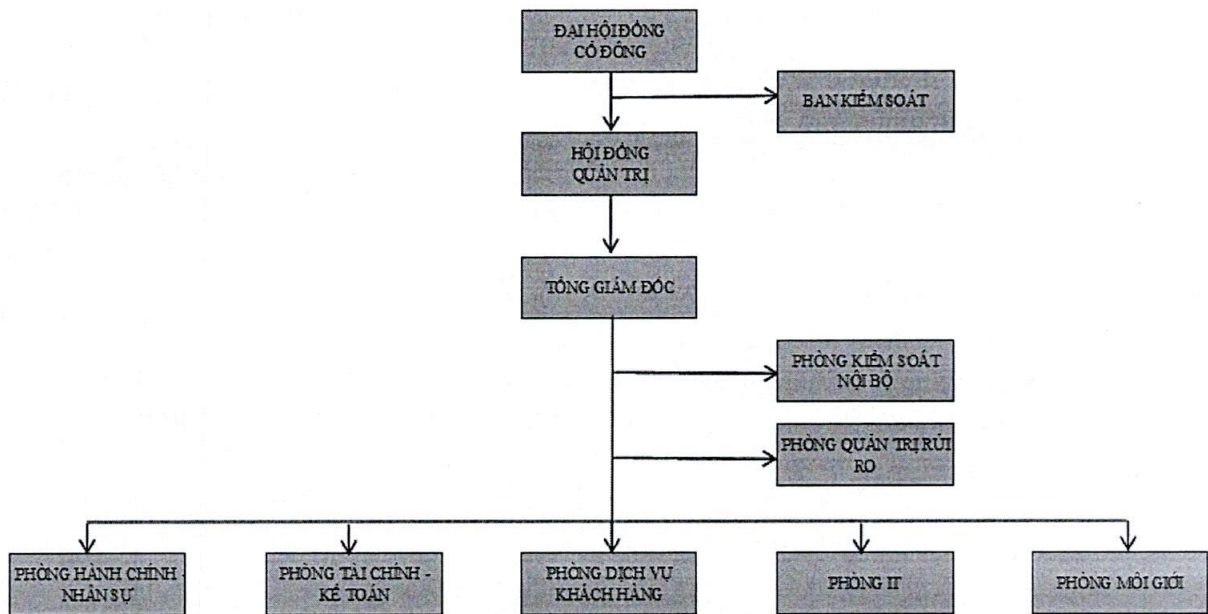 ĐẠI HỘI ĐỒNG
CỔ ĐÔNG
BAN KIỂM SOÁT
HỘI ĐỒNG
QUẢN TRỊ
TỔNG GIÁM ĐỐC
PHÒNG KIỂM SOÁT
NỘI BỘ
PHÒNG QUẢN TRỊ RỦI
RO
PHÒNG HÀNH CHÍNH -
NHÂN SỰ
PHÒNG TÀI CHÍNH -
KẾ TOÁN
PHÒNG DỊCH VỤ
KHÁCH HÀNG
PHÒNG IT
PHÒNG MÔI GIỚI